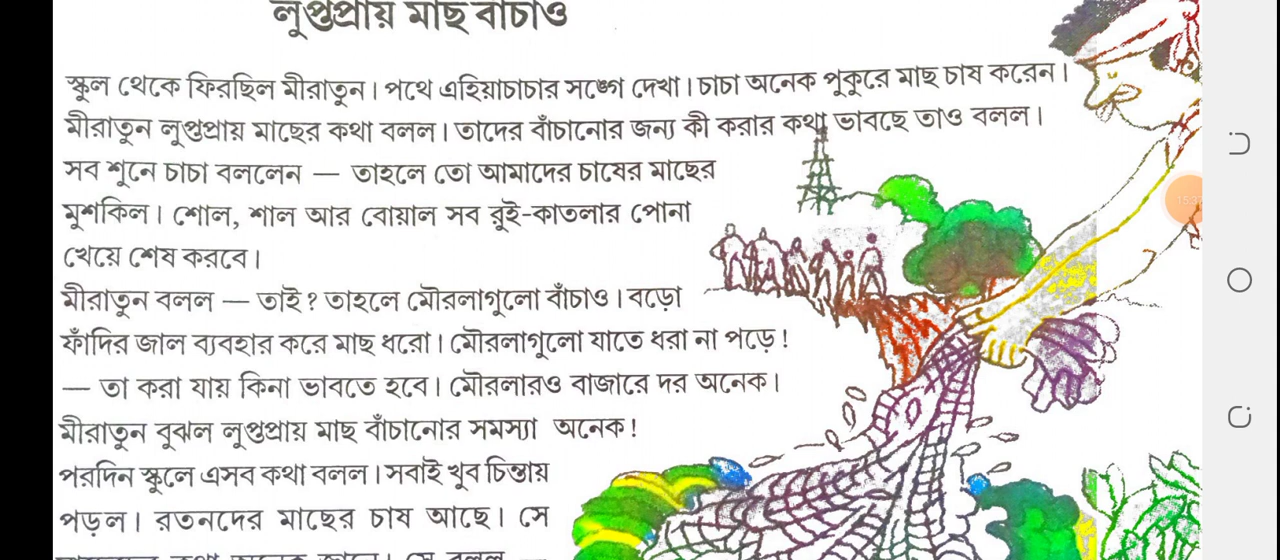 লুপ্তপ্রায় মাছ বাঁচাও
স্কুল থেকে ফিরছিল মীরাতুন। পথে এহিয়াচাচার সঙ্গে দেখা। চাচা অনেক পুকুরে মাছ চাষ করেন।
মীরাতুন লুপ্তপ্রায় মাছের কথা বলল। তাদের বাঁচানোর জন্য কী করার কথা ভাবছে তাও বলল।
সব শুনে চাচা বললেন — তাহলে তো আমাদের চাষের মাছের
মুশকিল। শোল, শাল আর বোয়াল সব রুই-কাতলার পোনা
খেয়ে শেষ করবে।
মীরাতুন বলল — তাই? তাহলে মৌরলাগুলো বাঁচাও। বড়ো
ফাঁদির জাল ব্যবহার করে মাছ ধরো। মৌরলাগুলো যাতে ধরা না পড়ে!
— তা করা যায় কিনা ভাবতে হবে। মৌরলারও বাজারে দর অনেক।
মীরাতুন বুঝল লুপ্তপ্রায় মাছ বাঁচানোর সমস্যা অনেক!
পরদিন স্কুলে এসব কথা বলল। সবাই খুব চিন্তায়
পড়ল। রতনদের মাছের চাষ আছে। সে
15:37